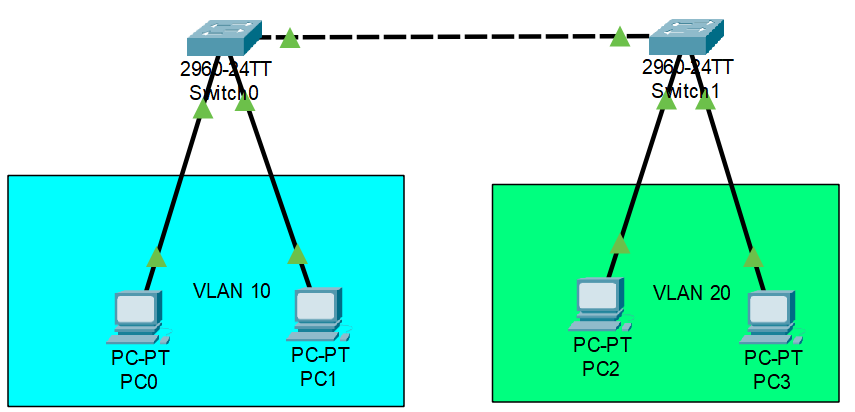 2960-24TT
Switch0
2960-24TT
Switch1
VLAN 10
PC-PT
PC0
PC-PT
PC1
VLAN 20
PC-PT
PC2
PC-PT
PC3